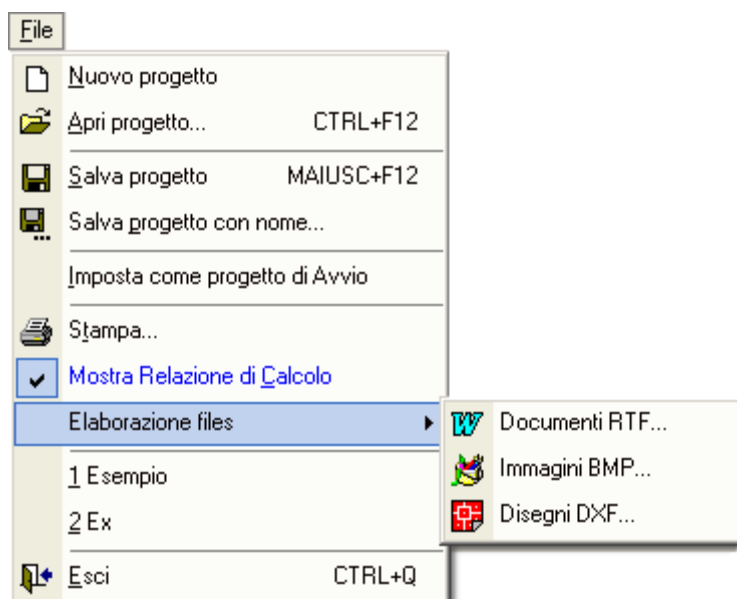 File
Nuovo progetto
Apri progetto... CTRL+F12
Salva progetto MAIUSC+F12
Salva progetto con nome...
Imposta come progetto di Avvio
Stampa...
Mostra Relazione di Calcolo
Elaborazione files
Documenti RTF...
Immagini BMP...
Disegni DXF...
1 Esempio
2 Ex
Esci CTRL+Q